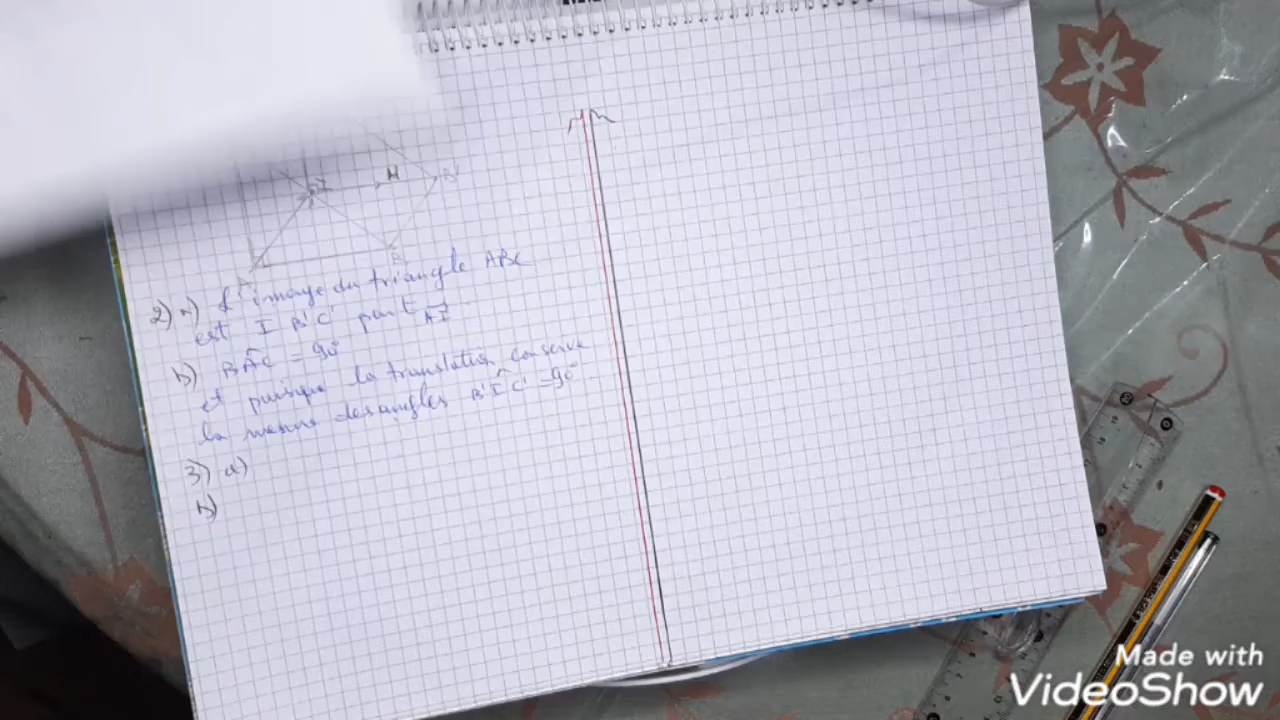 I
M
B'
B
2) a) L'image du triangle ABC
est I B'C' par t AI
b) BÂC = 90°
et puisque la translation conserve
la mesure des angles B'ÎC' = 90°
3) a)
b)
Made with
VideoShow